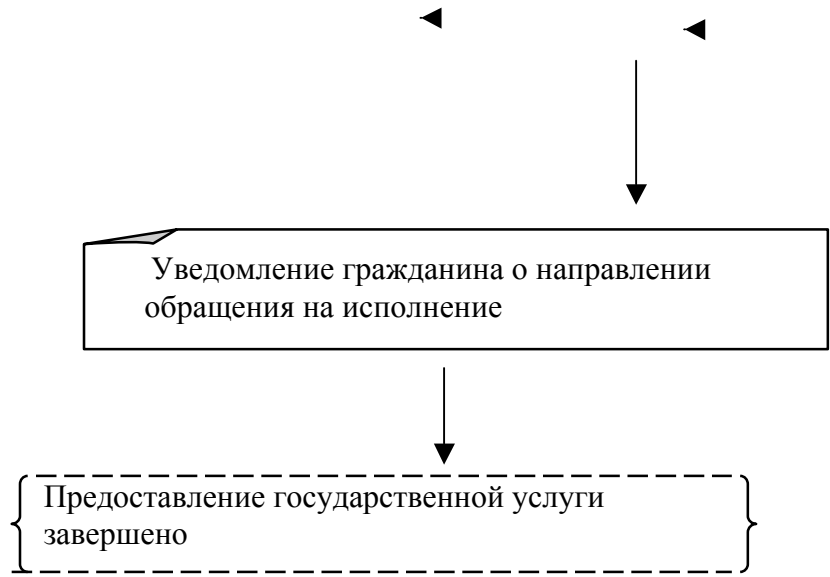 Уведомление гражданина о направлении
обращения на исполнение
Предоставление государственной услуги
завершено